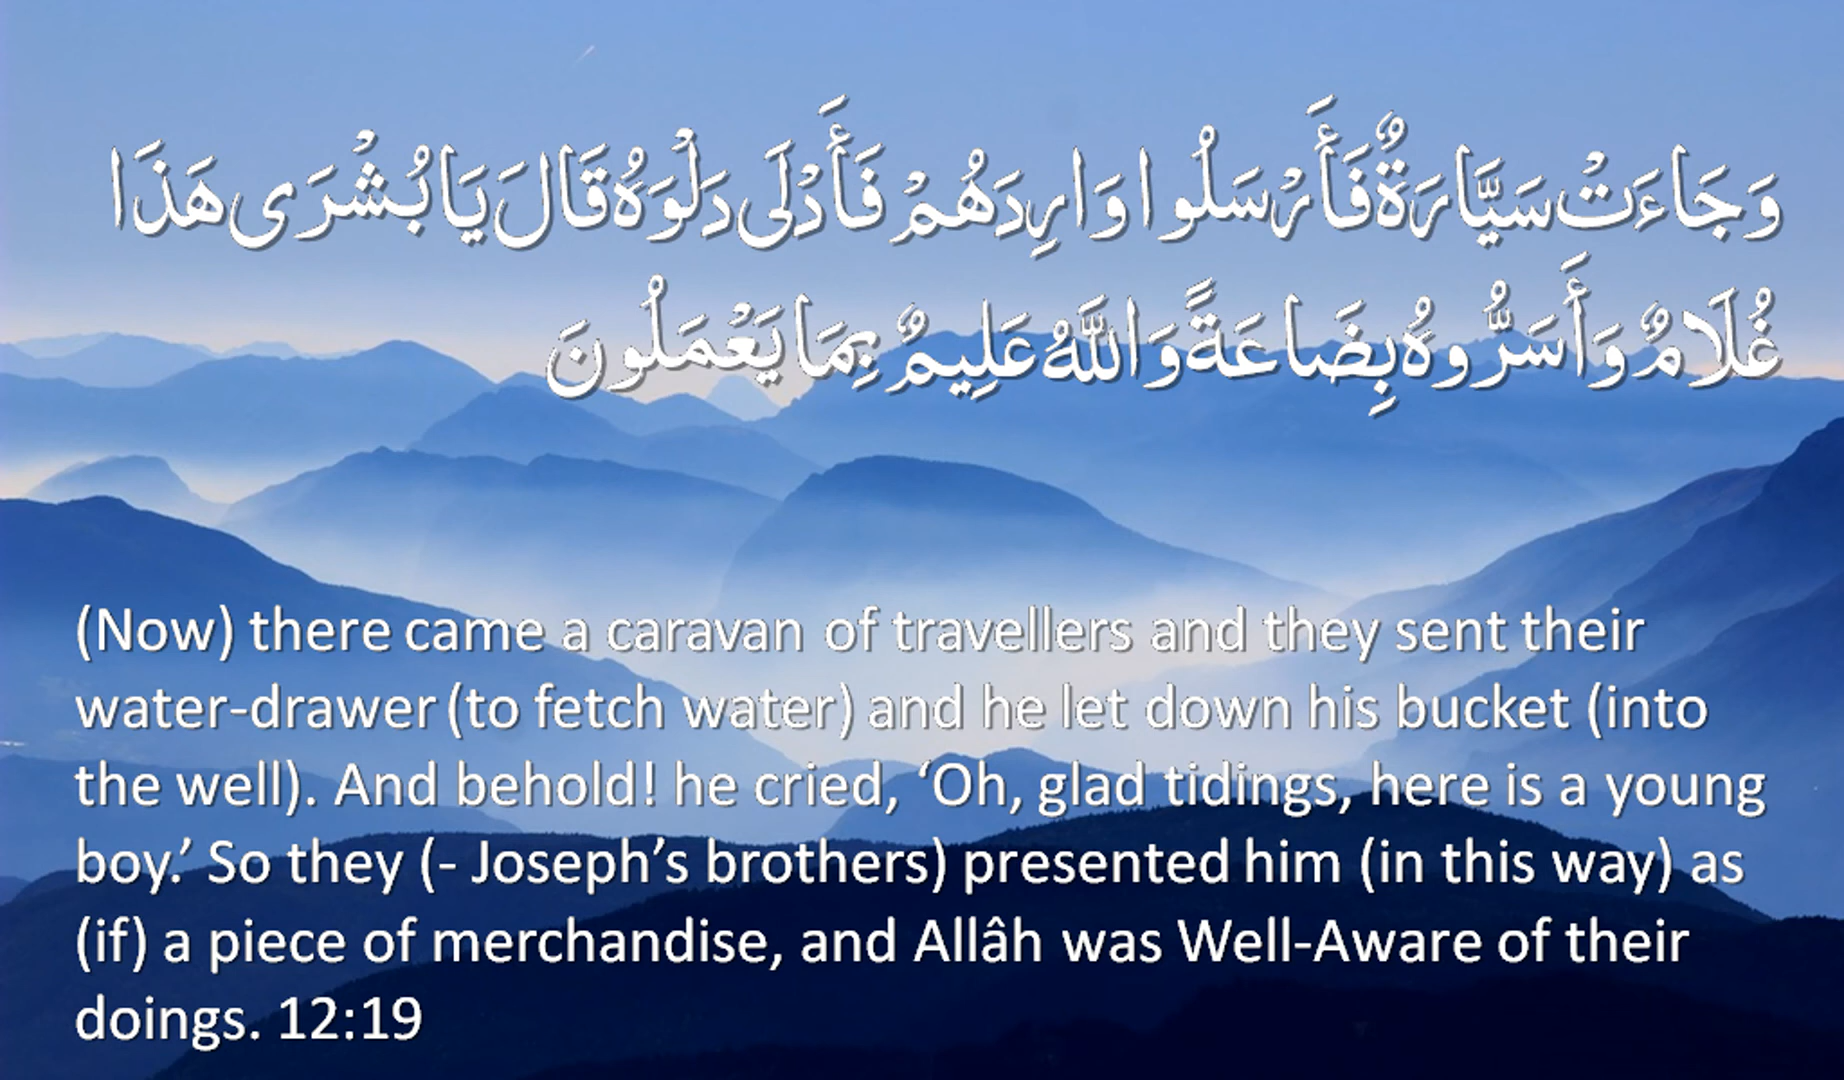 وَجَاءَتْ سَيَّارَةٌ فَأَرْسَلُوا وَارِدَهُمْ فَأَدْلَى دَلْوَهُ قَالَ يَا بُشْرَى هَذَا
غُلَامٌ وَأَسَرُّوهُ بِضَاعَةً وَاللَّهُ عَلِيمٌ بِمَا يَعْمَلُونَ
(Now) there came a caravan of travellers and they sent their
water-drawer (to fetch water) and he let down his bucket (into
the well). And behold! he cried, ‘Oh, glad tidings, here is a young
boy.’ So they (- Joseph’s brothers) presented him (in this way) as
(if) a piece of merchandise, and Allâh was Well-Aware of their
doings. 12:19